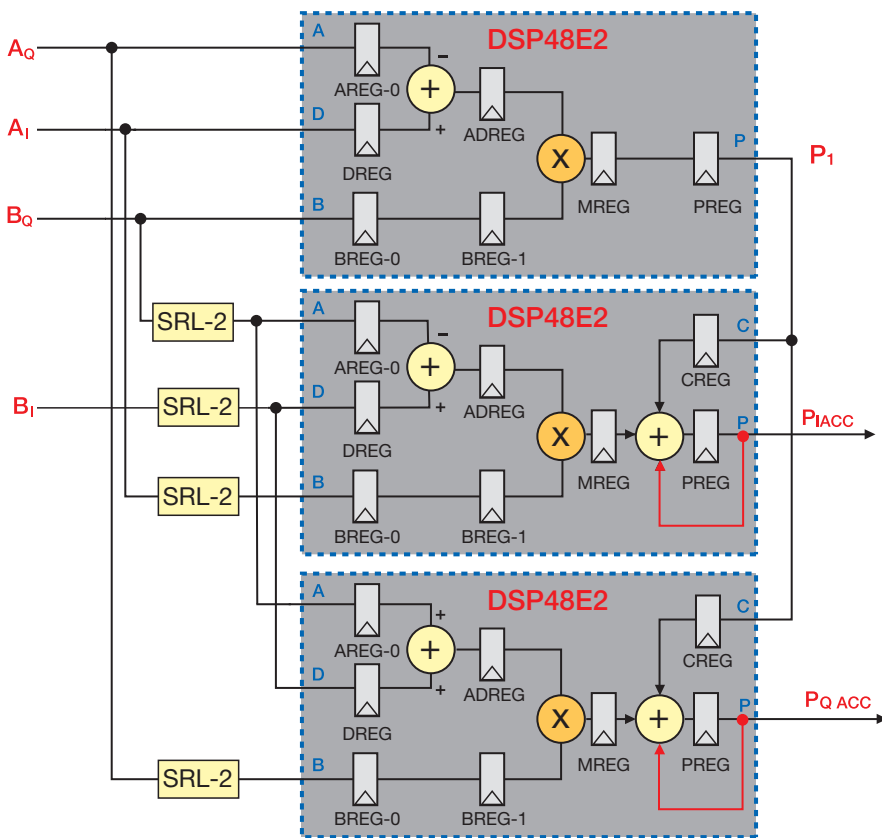 A DSP48E2
AQ
−
AREG-0 +
D ADREG
AI
+
DREG X P P1
B
BQ
MREG PREG
BREG-0 BREG-1
A DSP48E2
SRL-2 − C
AREG-0 +
CREG
D ADREG
BI SRL-2 +
DREG X + P PIACC
B
SRL-2 MREG PREG
BREG-0 BREG-1
A DSP48E2
+ C
AREG-0 +
CREG
D ADREG
+
DREG X + P PQ ACC
B
SRL-2 MREG PREG
BREG-0 BREG-1